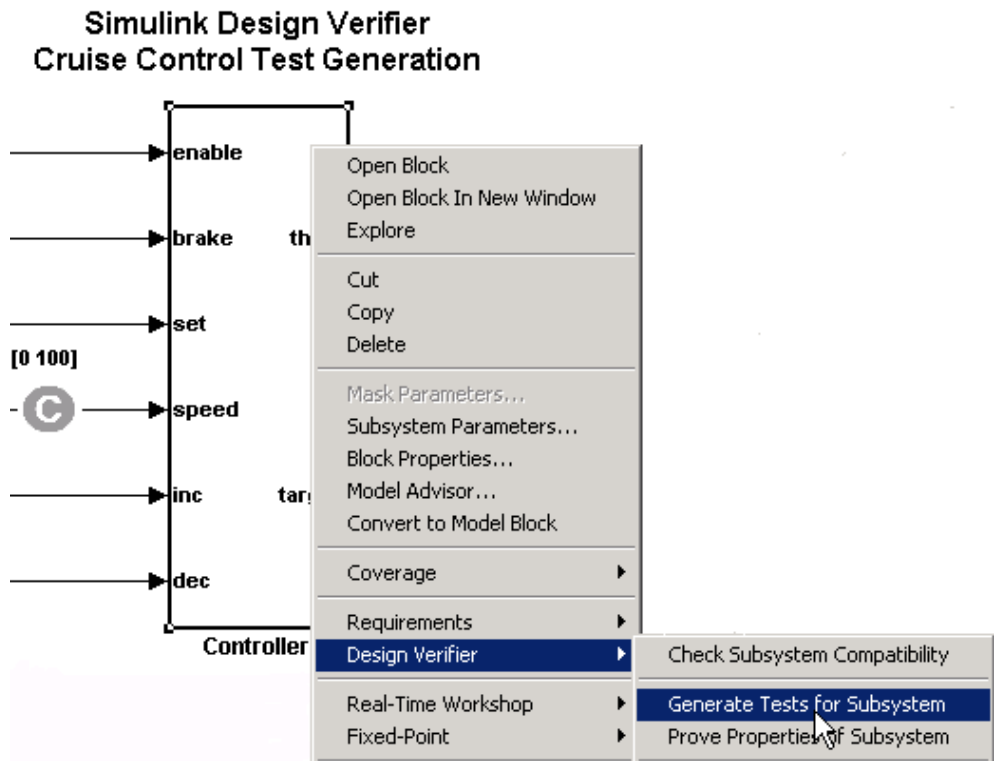 Simulink Design Verifier
Cruise Control Test Generation
enable
brake
th
set
[0 100]
C
speed
inc
tar
dec
Controller
Open Block
Open Block In New Window
Explore
Cut
Copy
Delete
Mask Parameters...
Subsystem Parameters...
Block Properties...
Model Advisor...
Convert to Model Block
Coverage
Requirements
Design Verifier
Real-Time Workshop
Fixed-Point
Check Subsystem Compatibility
Generate Tests for Subsystem
Prove Properties of Subsystem